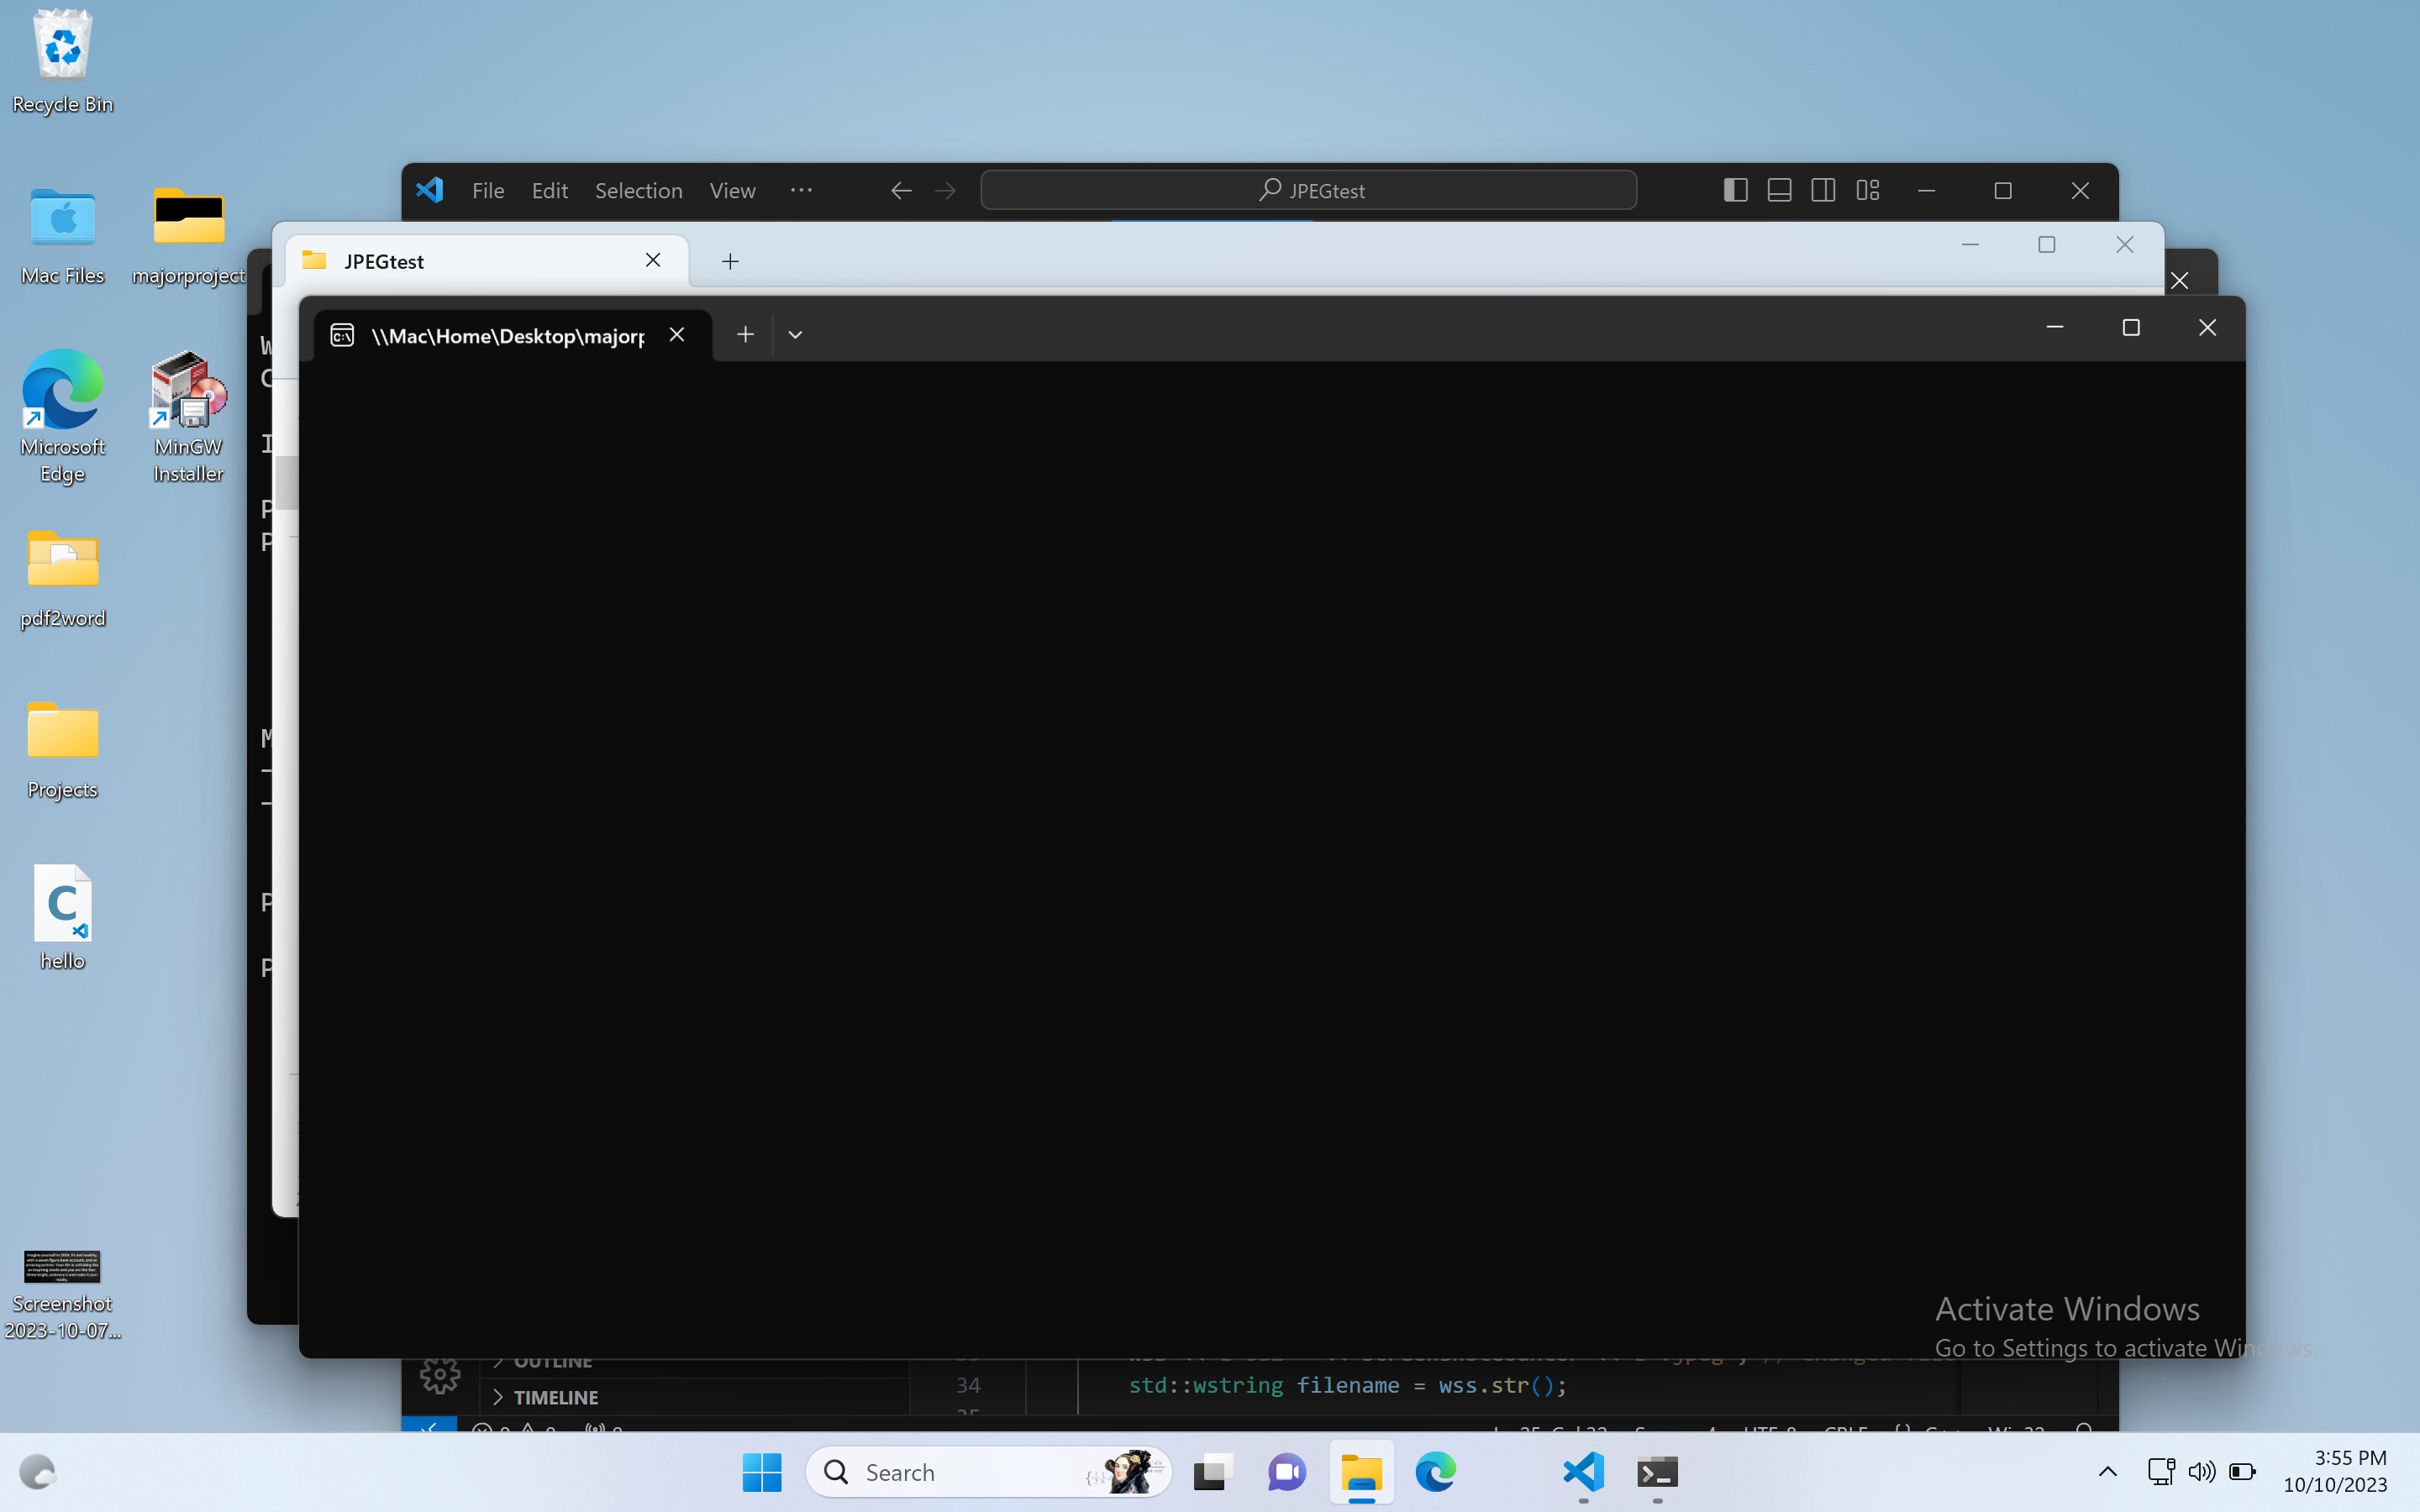 Recycle Bin
Mac Files
majorproject
Microsoft
Edge
MinGW
Installer
pdf2word
Projects
hello
Screenshot
2023-10-07...
File Edit Selection View ···
JPEGtest
JPEGtest
\\Mac\Home\Desktop\majorp
W
C
I
P
P
M
P
P
OUTLINE
TIMELINE
34 std::wstring filename = wss.str();
Activate Windows
Go to Settings to activate Windows.
Search
3:55 PM
10/10/2023